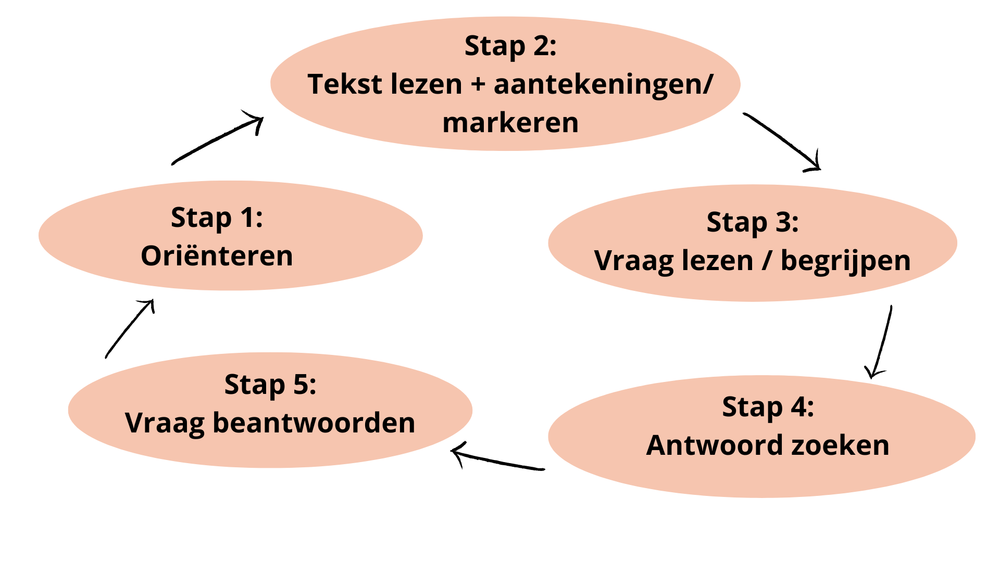 Stap 2:
Tekst lezen + aantekeningen/
markeren
Stap 1:
Oriënteren
Stap 3:
Vraag lezen / begrijpen
Stap 5:
Vraag beantwoorden
Stap 4:
Antwoord zoeken